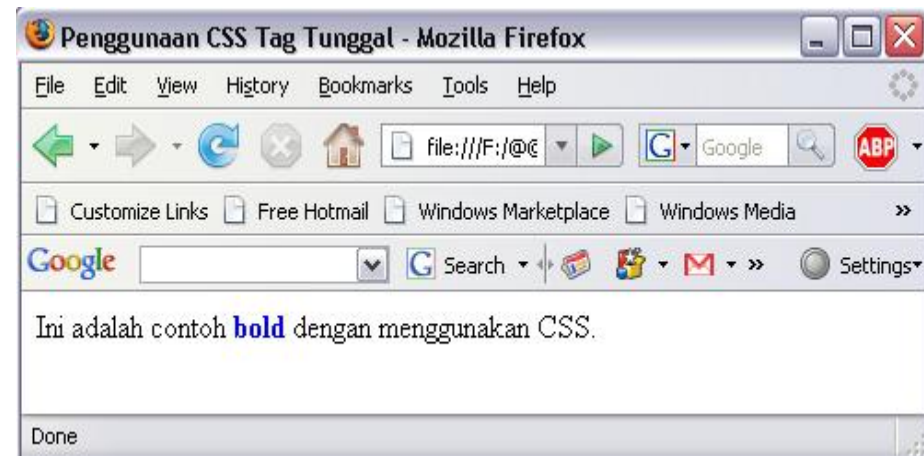 Penggunaan CSS Tag Tunggal - Mozilla Firefox
File Edit View History Bookmarks Tools Help
file:///F:/@ G Google ABP
Customize Links Free Hotmail Windows Marketplace Windows Media »
Google G Search » Settings
Ini adalah contoh bold dengan menggunakan CSS.
Done